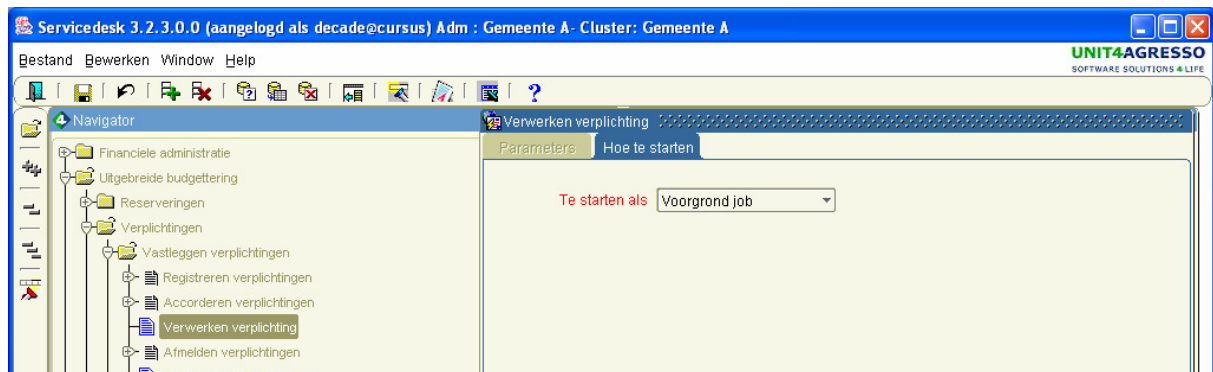 Servicedesk 3.2.3.0.0 (aangelogd als decade@cursus) Adm : Gemeente A- Cluster: Gemeente A
Bestand Bewerken Window Help
UNIT4AGRESSO
SOFTWARE SOLUTIONS 4 LIFE
4 Navigator
Verwerken verplichting
Parameters Hoe te starten
Financiele administratie
Uitgebreide budgettering
Te starten als Voorgrond job
Reserveringen
Verplichtingen
Vastleggen verplichtingen
Registreren verplichtingen
Accorderen verplichtingen
Verwerken verplichting
Afmelden verplichtingen